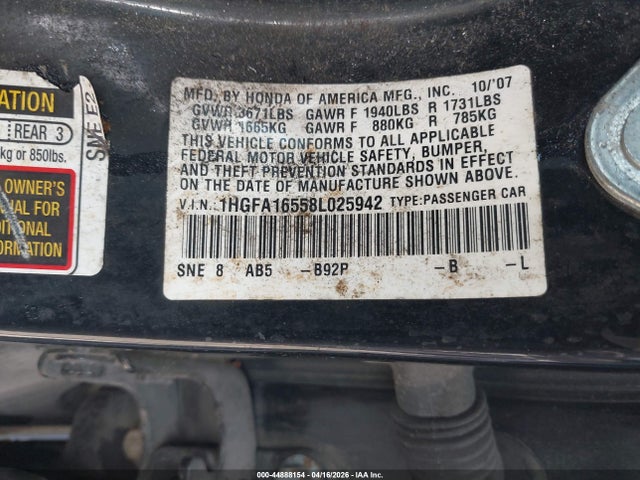 ATION
REAR 3
kg or 850lbs.
OWNER'S
UAL FOR
DITIONAL
ORMATION
SNE E2
MFD. BY HONDA OF AMERICA MFG., INC. 10/'07
GVWR 3671LBS GAWR F 1940LBS R 1731LBS
GVWR 1665KG GAWR F 880KG R 785KG
THIS VEHICLE CONFORMS TO ALL APPLICABLE
FEDERAL MOTOR VEHICLE SAFETY, BUMPER,
AND THEFT PREVENTION STANDARDS IN EFFECT
ON THE DATE OF MANUFACTURE SHOWN ABOVE.
V.I.N.: 1HGFA16558L025942 TYPE:PASSENGER CAR
SNE 8 AB5 -B92P -B -L
000-44888154 - 04/16/2026 - IAA Inc.